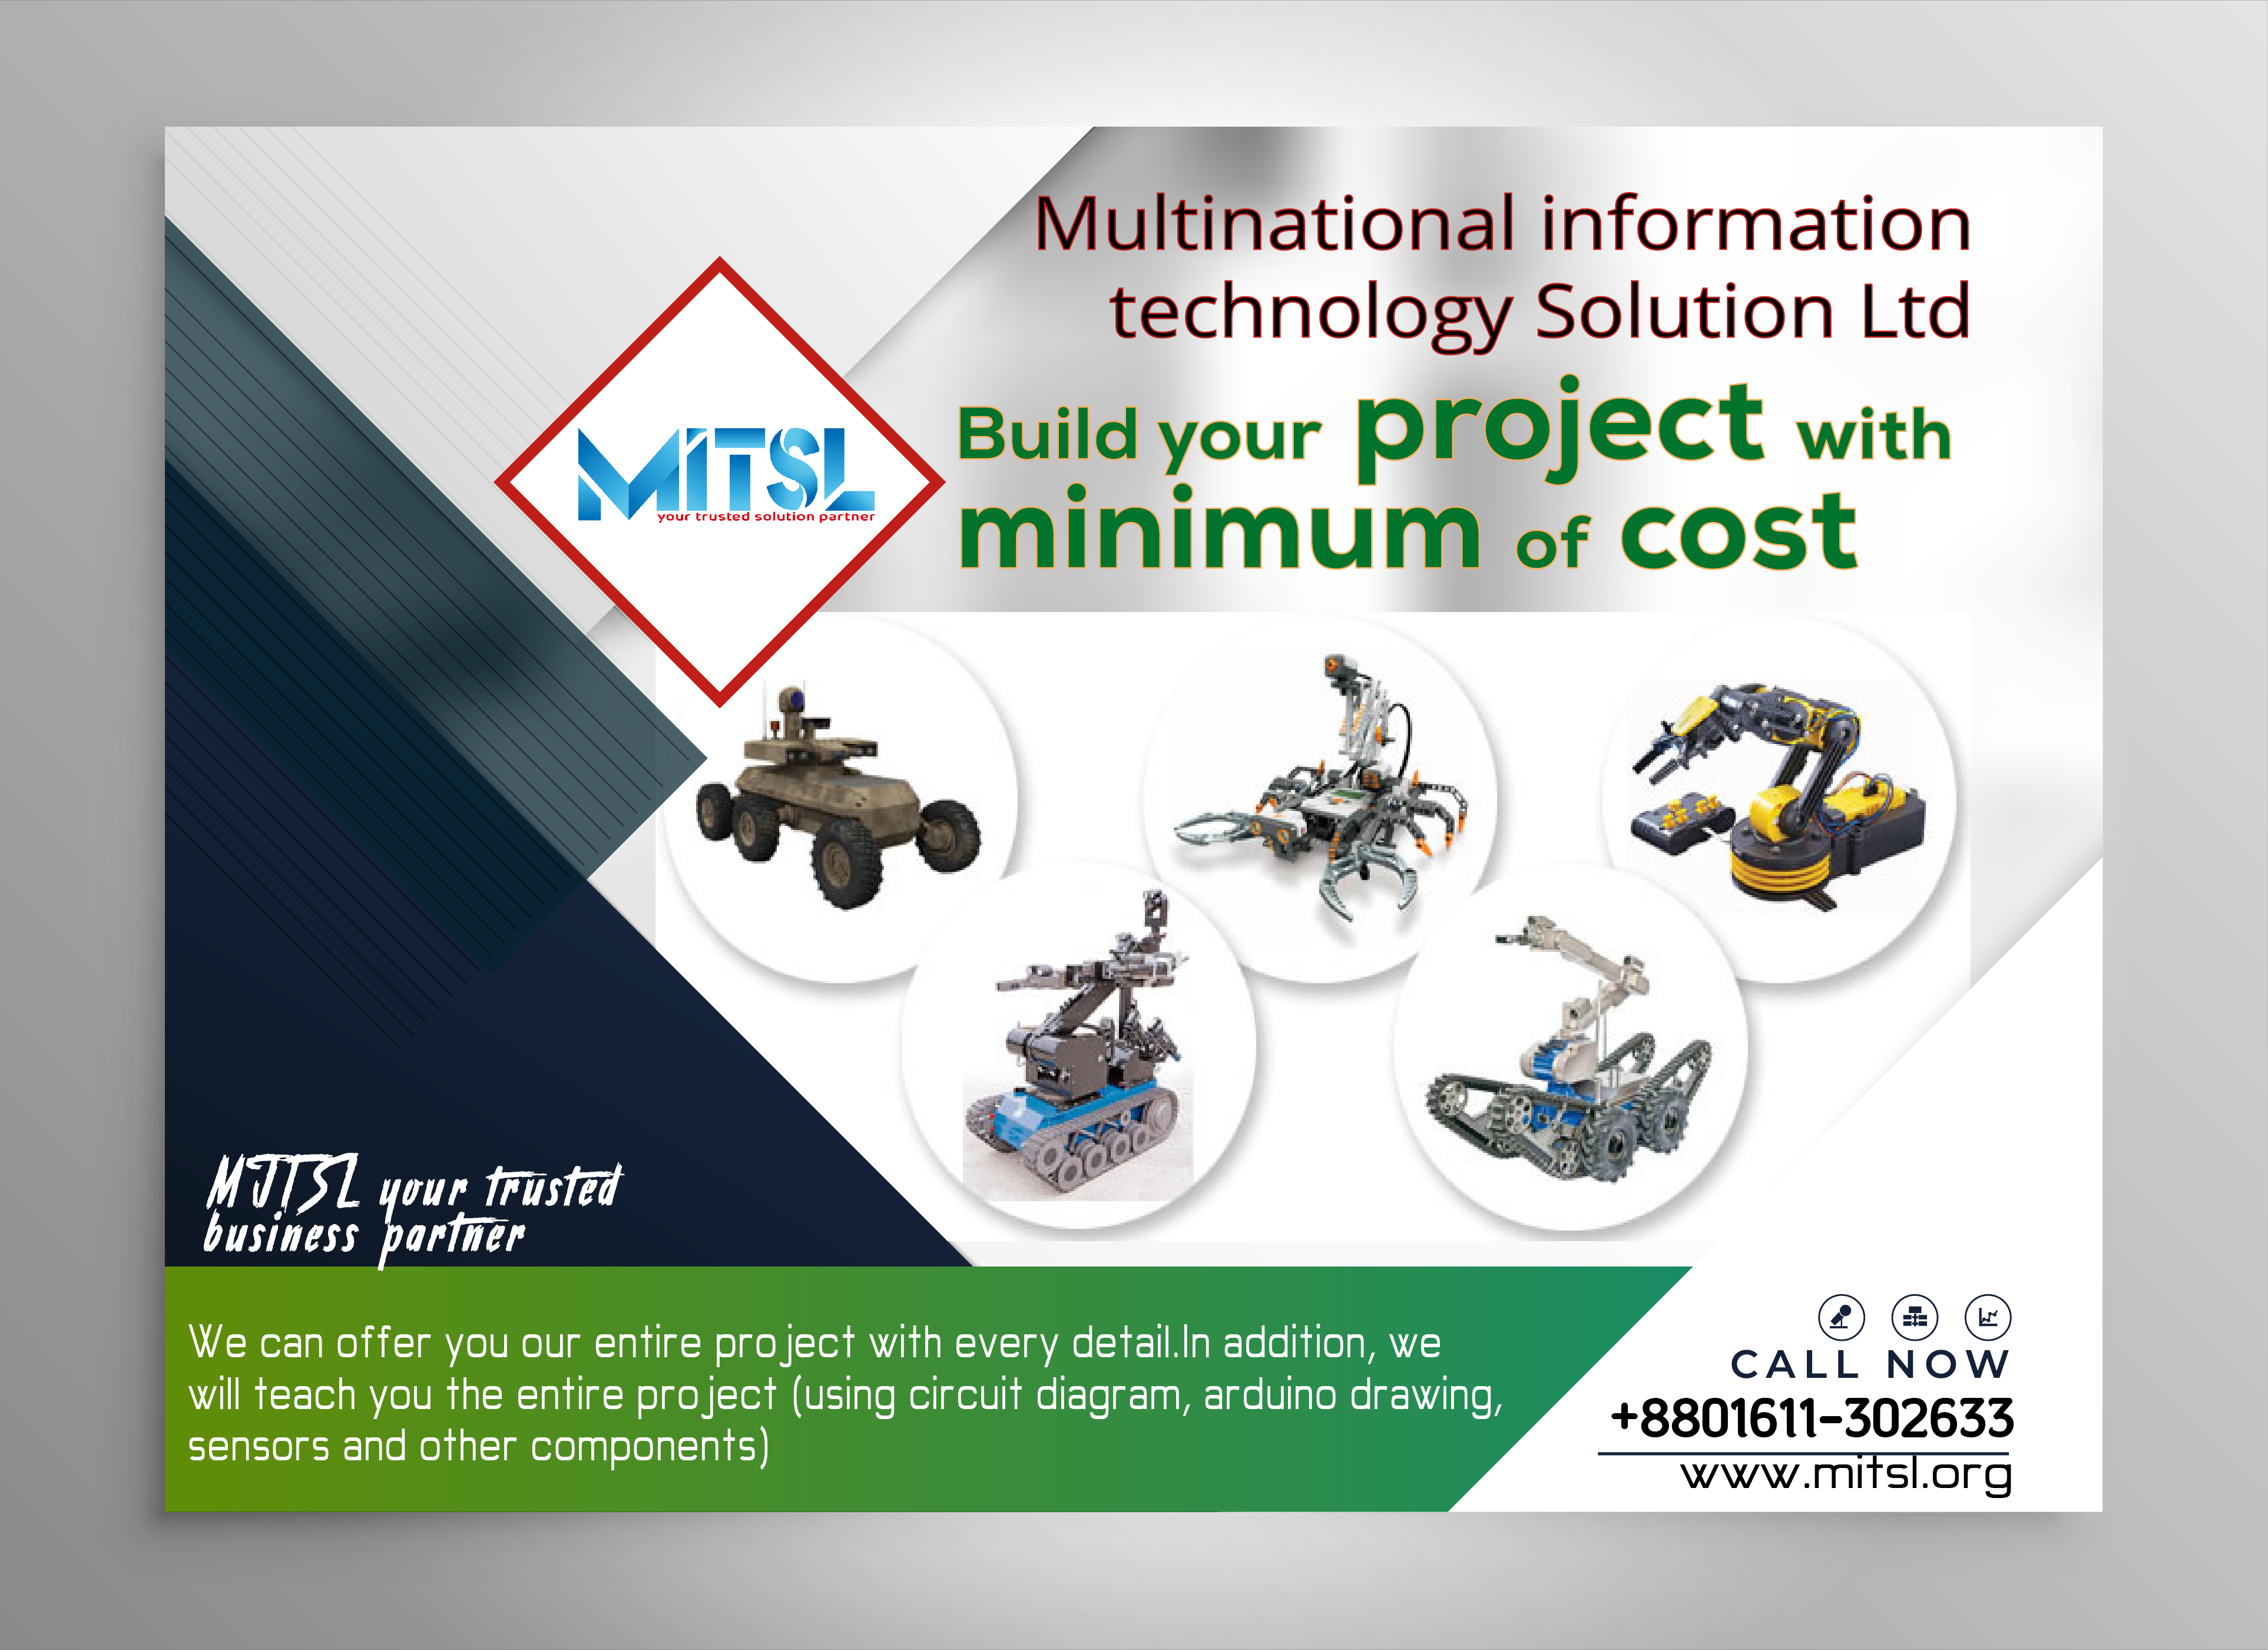 Multinational information
technology Solution Ltd
Build your project with
minimum of cost
MiTSL
your trusted solution partner
MITSL your trusted
business partner
We can offer you our entire project with every detail.In addition, we
will teach you the entire project (using circuit diagram, arduino drawing,
sensors and other components)
CALL NOW
+8801611-302633
www.mitsl.org